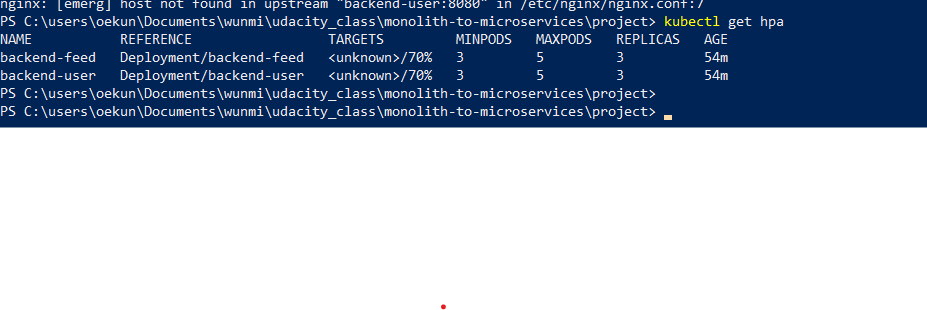 nginx: [emerg] host not found in upstream "backend-user:8080" in /etc/nginx/nginx.conf:7
PS C:\users\oekun\Documents\wunmi\udacity_class\monolith-to-microservices\project> kubectl get hpa
NAME REFERENCE TARGETS MINPODS MAXPODS REPLICAS AGE
backend-feed Deployment/backend-feed <unknown>/70% 3 5 3 54m
backend-user Deployment/backend-user <unknown>/70% 3 5 3 54m
PS C:\users\oekun\Documents\wunmi\udacity_class\monolith-to-microservices\project>
PS C:\users\oekun\Documents\wunmi\udacity_class\monolith-to-microservices\project>